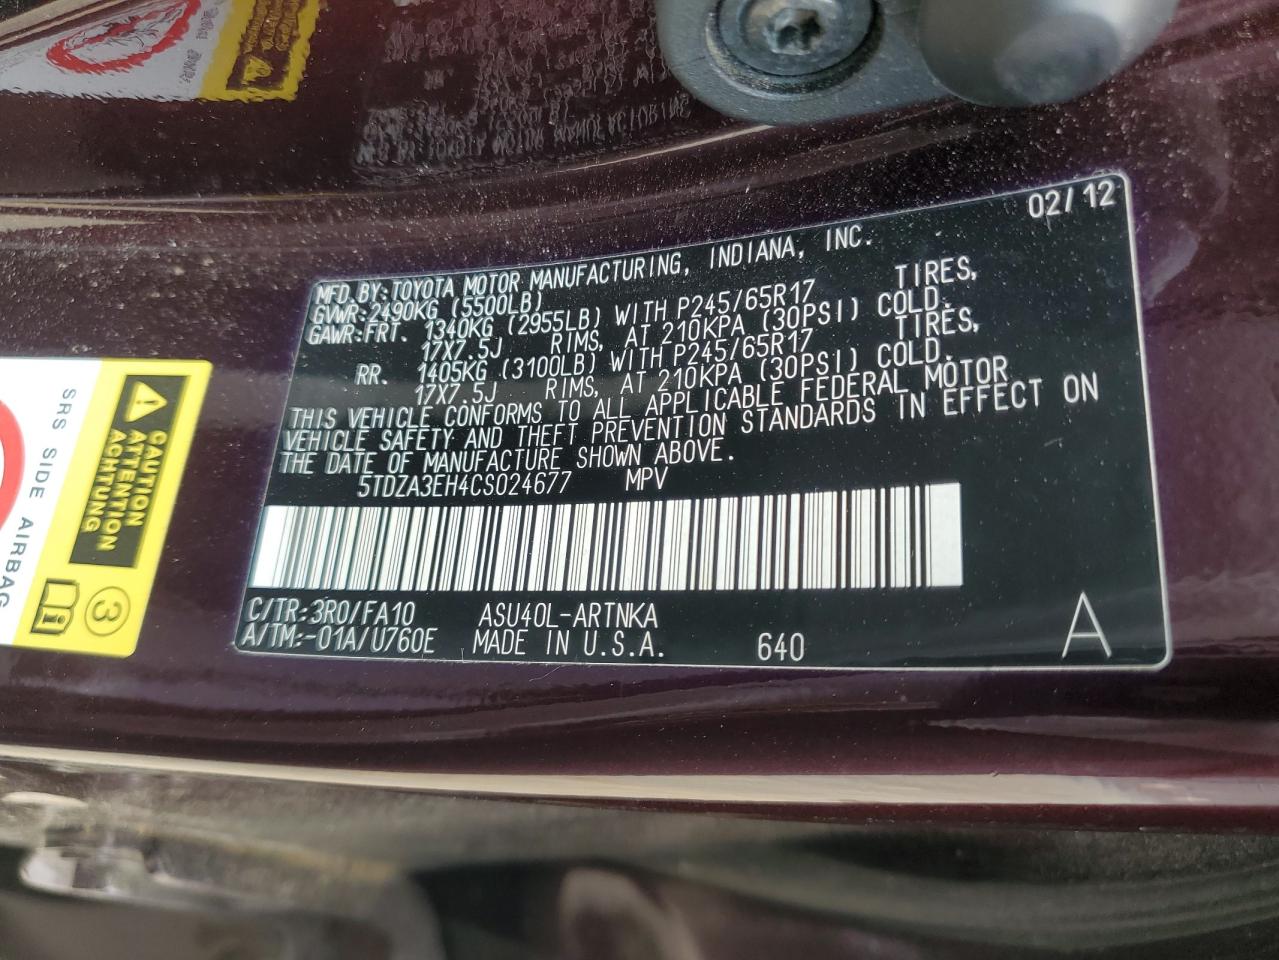 02/12
MFD.BY:TOYOTA MOTOR MANUFACTURING, INDIANA, INC.
GVWR:2490KG (5500LB)
GAWR:FRT. 1340KG (2955LB) WITH P245/65R17 TIRES,
17X7.5J RIMS, AT 210KPA (30PSI) COLD.
RR. 1405KG (3100LB) WITH P245/65R17 TIRES,
17X7.5J RIMS, AT 210KPA (30PSI) COLD.
THIS VEHICLE CONFORMS TO ALL APPLICABLE FEDERAL MOTOR
VEHICLE SAFETY AND THEFT PREVENTION STANDARDS IN EFFECT ON
THE DATE OF MANUFACTURE SHOWN ABOVE.
5TDZA3EH4CS024677 MPV
C/TR:3R0/FA10 ASU40L-ARTNKA
A/TM:-01A/U760E MADE IN U.S.A. 640 A
SRS SIDE AIRBAG
CAUTION
ATTENTION
ACHTUNG
3